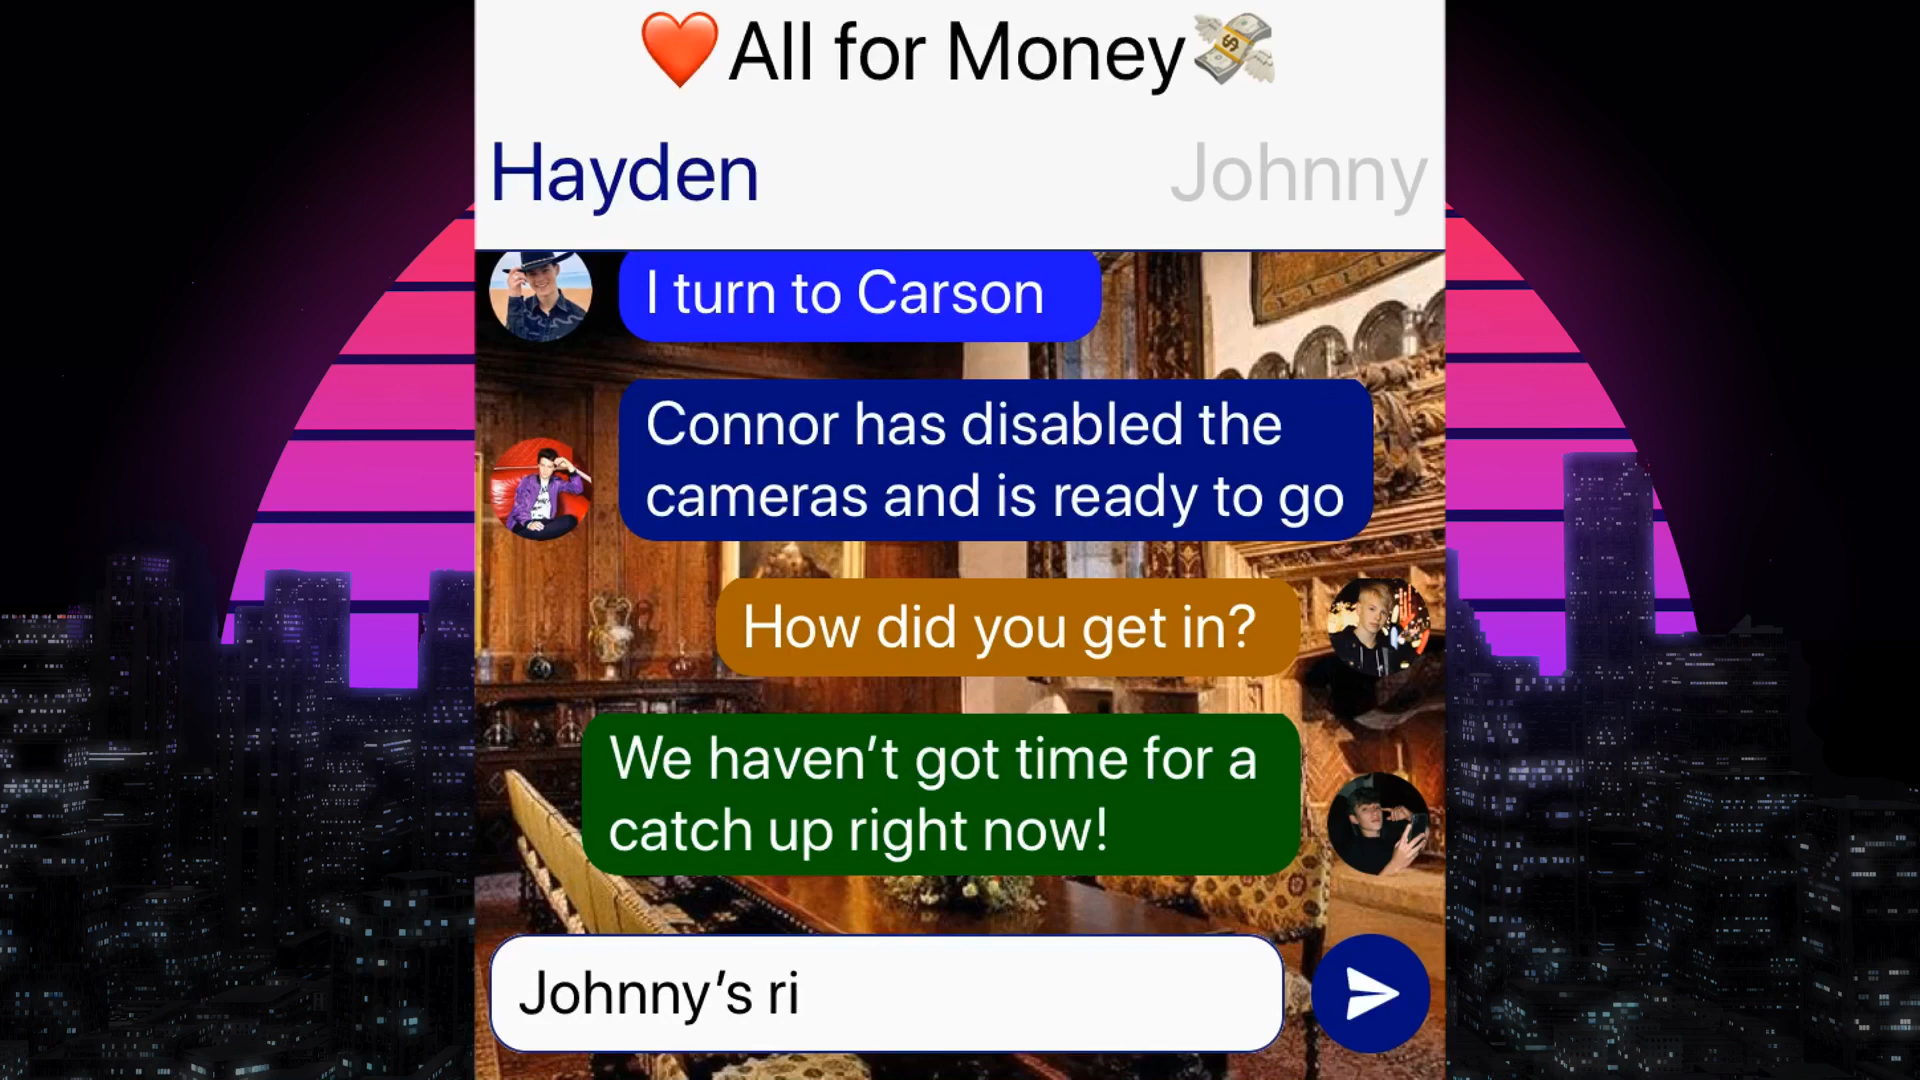 ❤️All for Money💸
Hayden
Johnny
I turn to Carson
Connor has disabled the
cameras and is ready to go
How did you get in?
We haven’t got time for a
catch up right now!
Johnny’s ri